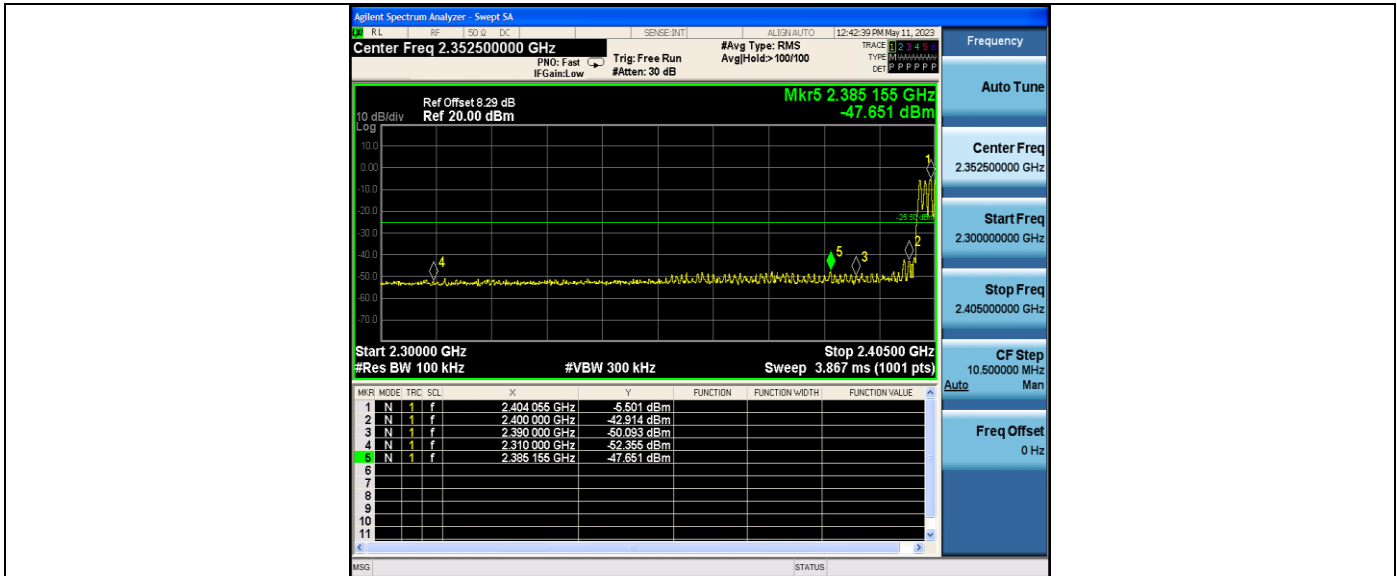 Agilent Spectrum Analyzer - Swept SA
RL RF 50 Ω DC SENSE:INT ALIGNAUTO 12:42:39 PM May 11, 2023
Center Freq 2.352500000 GHz
PNO: Fast
IFGain:Low
Trig: Free Run
#Atten: 30 dB
#Avg Type: RMS
Avg|Hold:> 100/100
TRACE 1 2 3 4 5 6
TYPE M
DET P P P P P P
Mkr5 2.385 155 GHz
-47.651 dBm
Ref Offset 8.29 dB
10 dB/div Ref 20.00 dBm
Log
10.0
0.00
-10.0
-20.0
-30.0
-40.0
-50.0
-60.0
-70.0
-25.50 dBm
1
2
3
4
5
Start 2.30000 GHz Stop 2.40500 GHz
#Res BW 100 kHz #VBW 300 kHz Sweep 3.867 ms (1001 pts)
MKR MODE TRC SCL X Y FUNCTION FUNCTION WIDTH FUNCTION VALUE
1 N 1 f 2.404 055 GHz -5.501 dBm
2 N 1 f 2.400 000 GHz -42.914 dBm
3 N 1 f 2.390 000 GHz -50.093 dBm
4 N 1 f 2.310 000 GHz -52.355 dBm
5 N 1 f 2.385 155 GHz -47.651 dBm
6
7
8
9
10
11
MSG STATUS
Frequency
Auto Tune
Center Freq
2.352500000 GHz
Start Freq
2.300000000 GHz
Stop Freq
2.405000000 GHz
CF Step
10.500000 MHz
Auto Man
Freq Offset
0 Hz